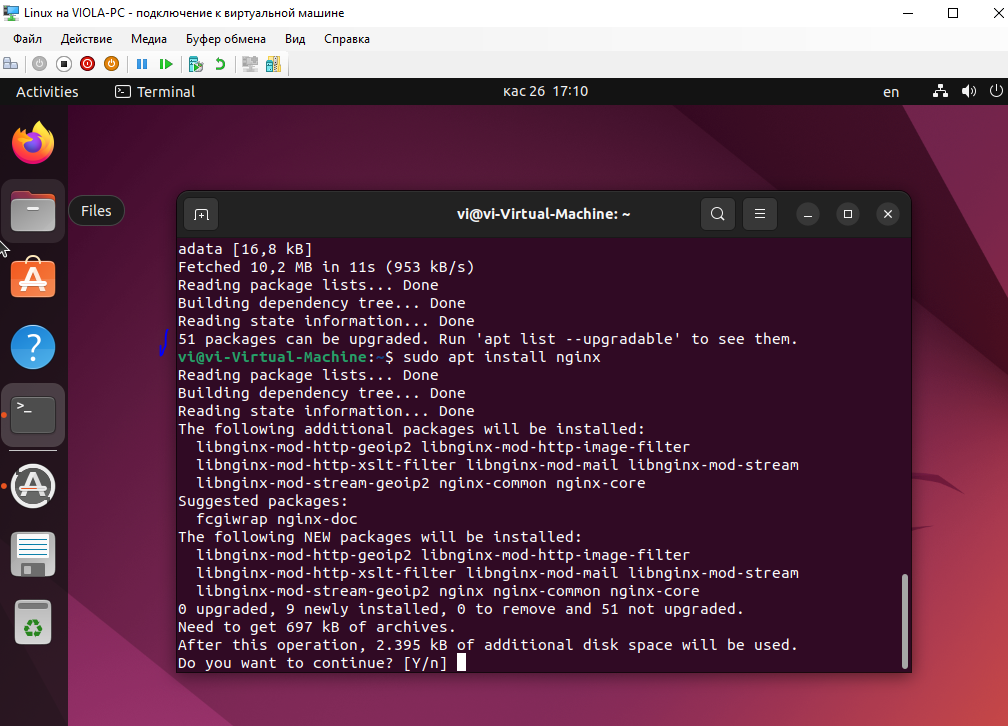 Linux на VIOLA-PC - подключение к виртуальной машине
Файл Действие Медиа Буфер обмена Вид Справка
Activities Terminal кас 26 17:10 en
Files
vi@vi-Virtual-Machine: ~
adata [16,8 kB]
Fetched 10,2 MB in 11s (953 kB/s)
Reading package lists... Done
Building dependency tree... Done
Reading state information... Done
51 packages can be upgraded. Run 'apt list --upgradable' to see them.
vi@vi-Virtual-Machine:~$ sudo apt install nginx
Reading package lists... Done
Building dependency tree... Done
Reading state information... Done
The following additional packages will be installed:
libnginx-mod-http-geoip2 libnginx-mod-http-image-filter
libnginx-mod-http-xslt-filter libnginx-mod-mail libnginx-mod-stream
libnginx-mod-stream-geoip2 nginx-common nginx-core
Suggested packages:
fcgiwrap nginx-doc
The following NEW packages will be installed:
libnginx-mod-http-geoip2 libnginx-mod-http-image-filter
libnginx-mod-http-xslt-filter libnginx-mod-mail libnginx-mod-stream
libnginx-mod-stream-geoip2 nginx nginx-common nginx-core
0 upgraded, 9 newly installed, 0 to remove and 51 not upgraded.
Need to get 697 kB of archives.
After this operation, 2.395 kB of additional disk space will be used.
Do you want to continue? [Y/n]